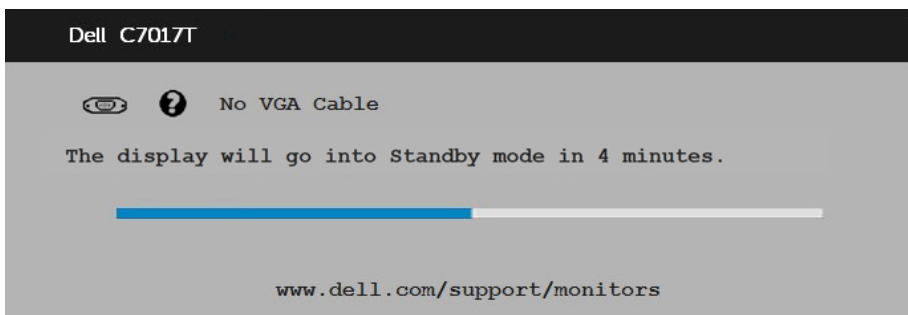 Dell C7017T
No VGA Cable
The display will go into Standby mode in 4 minutes.
www.dell.com/support/monitors